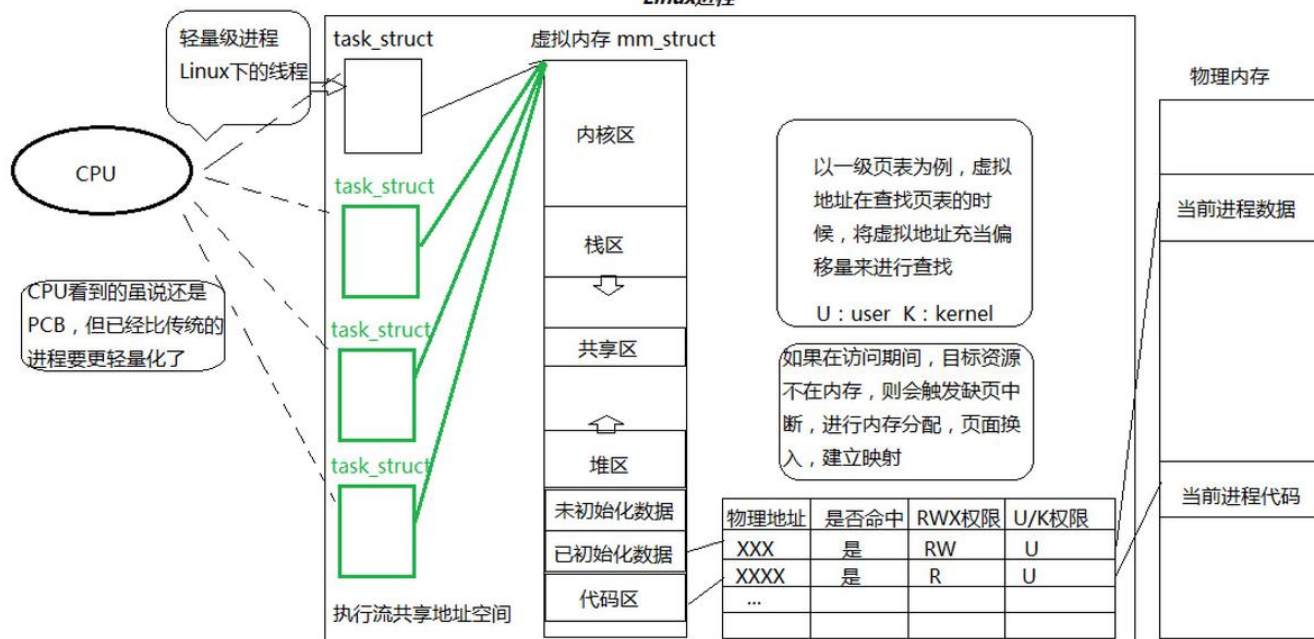 Linux进程
轻量级进程
Linux下的线程
task_struct
虚拟内存 mm_struct
物理内存
内核区
CPU
以一级页表为例，虚拟
地址在查找页表的时
候，将虚拟地址充当偏
移量来进行查找
U：user K：kernel
当前进程数据
task_struct
栈区
CPU看到的虽说还是
PCB，但已经比传统的
进程要更轻量化了
task_struct
共享区
如果在访问期间，目标资源
不在内存，则会触发缺页中
断，进行内存分配，页面换
入，建立映射
task_struct
堆区
当前进程代码
未初始化数据
物理地址 是否命中 RWX权限 U/K权限
已初始化数据
XXX 是 RW U
XXXX 是 R U
代码区
...
执行流共享地址空间